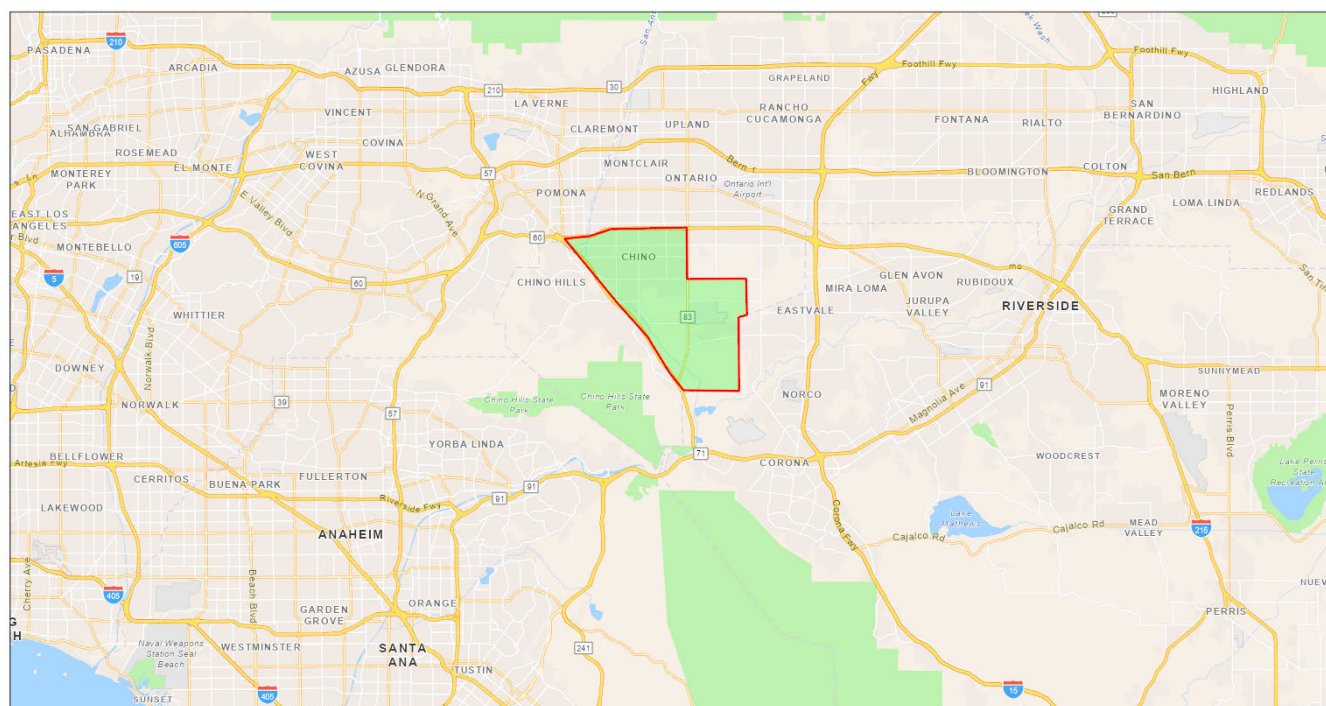 210
PASADENA
ARCADIA
AZUSA
GLENDORA
210
30
LA VERNE
Foothill Fwy
Foothill Fwy
GRAPELAND
HIGHLAND
SAN
BERNARDINO
RANCHO
CUCAMONGA
FONTANA
RIALTO
VINCENT
CLAREMONT
UPLAND
SAN GABRIEL
ALHAMBRA
ROSEMEAD
COVINA
WEST
COVINA
EL MONTE
MONTEREY
PARK
57
MONTCLAIR
ONTARIO
Ontario Int'l
Airport
POMONA
BLOOMINGTON
COLTON
San Bern
REDLANDS
LOMA LINDA
GRAND
TERRACE
N Grand Ave
E Valley Blvd
EAST LOS
ANGELES
MONTEBELLO
605
60
60
19
5
CHINO
CHINO HILLS
83
GLEN AVON
MIRA LOMA
RUBIDOUX
JURUPA
VALLEY
EASTVALE
RIVERSIDE
WHITTIER
DOWNEY
Norwalk Blvd
NORWALK
39
57
Chino Hills State
Park
Chino Hills State
Park
NORCO
91
Magnolia Ave
SUNNYMEAD
MORENO
VALLEY
Perris Blvd
YORBA LINDA
71
CORONA
WOODCREST
BELLFLOWER
Artesia Fwy
CERRITOS
BUENA PARK
FULLERTON
91
91
Riverside Fwy
LAKEWOOD
ANAHEIM
Lake
Mathews
Cajalco Rd
Cajalco Rd
MEAD
VALLEY
215
Corona Fwy
Cherry Ave
405
Beach Blvd
GARDEN
GROVE
ORANGE
PERRIS
SANTA
ANA
241
Naval Weapons
Station Seal
Beach
WESTMINSTER
TUSTIN
405
SUNSET
15